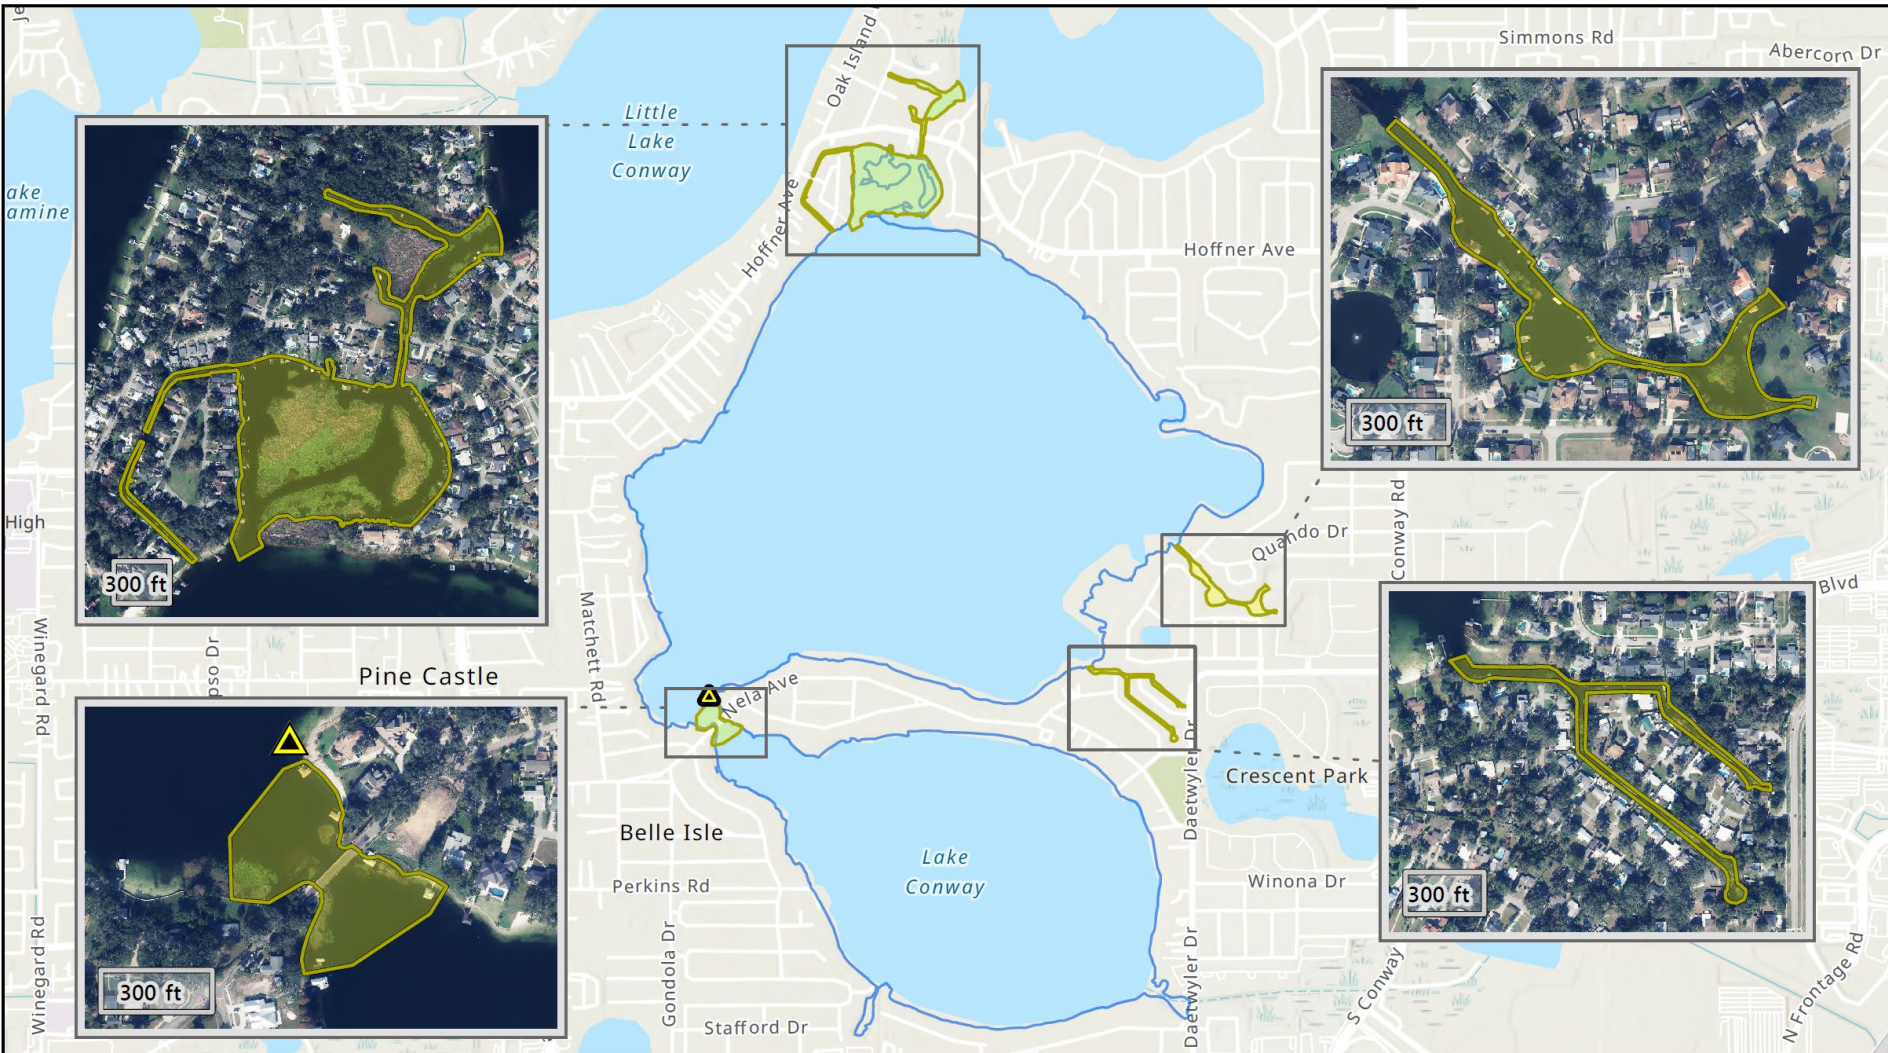 Je
Oak Island
Simmons Rd
Abercorn Dr
Little
Lake
Conway
ake
amine
Hoffner Ave
Hoffner Ave
300 ft
High
Quando Dr
Conway Rd
300 ft
Blvd
Matchett Rd
Winegard Rd
pso Dr
Pine Castle
Nela Ave
Daetwyler Dr
Crescent Park
Belle Isle
Lake
Conway
Perkins Rd
Winona Dr
300 ft
300 ft
Winegard Rd
Gondola Dr
Stafford Dr
Daetwyler Dr
S Conway
N Frontage Rd